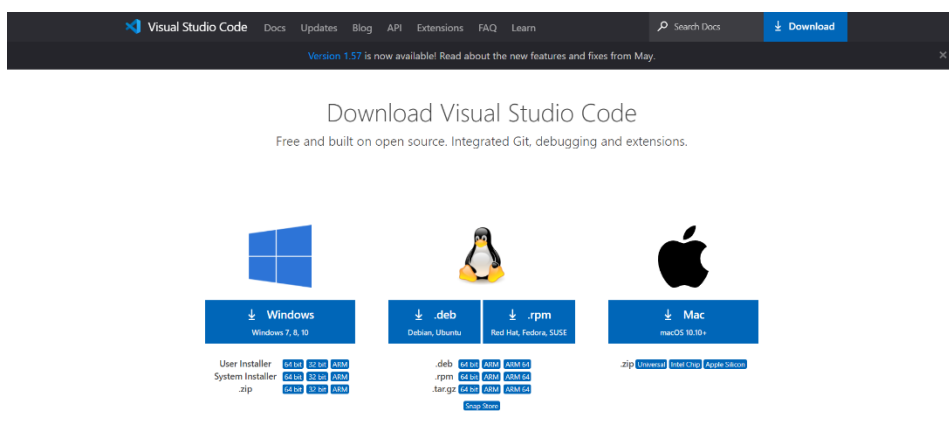 Visual Studio Code Docs Updates Blog API Extensions FAQ Learn Search Docs Download
Version 1.57 is now available! Read about the new features and fixes from May.
Download Visual Studio Code
Free and built on open source. Integrated Git, debugging and extensions.
Windows
Windows 7, 8, 10
User Installer 64 bit 32 bit ARM
System Installer 64 bit 32 bit ARM
.zip 64 bit 32 bit ARM
.deb
Debian, Ubuntu
.rpm
Red Hat, Fedora, SUSE
.deb 64 bit ARM ARM 64
.rpm 64 bit ARM ARM 64
.tar.gz 64 bit ARM ARM 64
Snap Store
Mac
macOS 10.10+
.zip Universal Intel Chip Apple Silicon